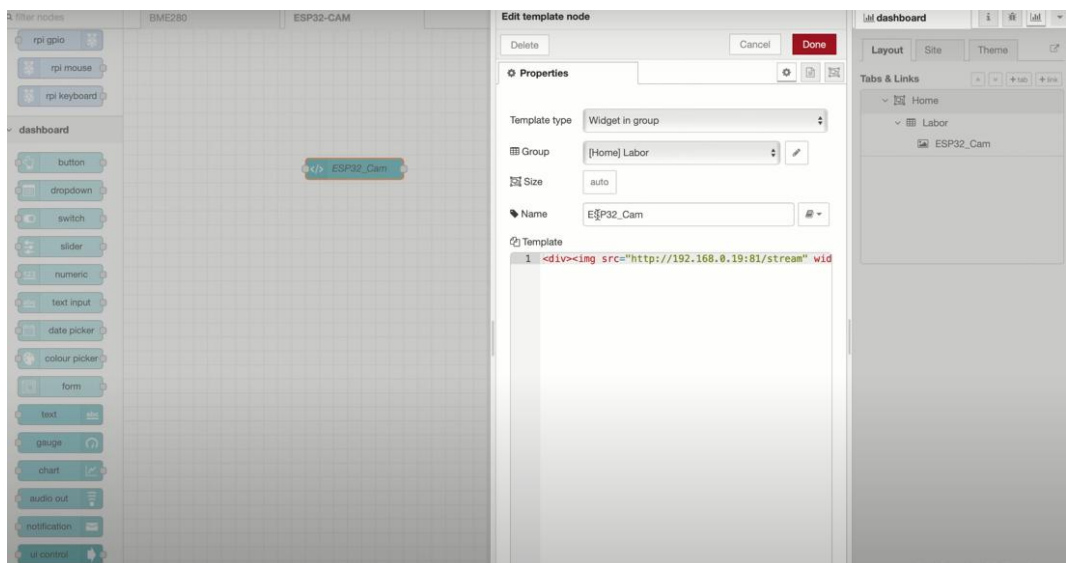 filter nodes
rpi gpio
rpi mouse
rpi keyboard
dashboard
button
dropdown
switch
slider
numeric
text input
date picker
colour picker
form
text
gauge
chart
audio out
notification
ui control
BME280
ESP32-CAM
ESP32_Cam
Edit template node
Delete
Cancel
Done
Properties
Template type
Widget in group
Group
[Home] Labor
Size
auto
Name
ESP32_Cam
Template
1 <div><img src="http://192.168.0.19:81/stream" wid
dashboard
i
Layout
Site
Theme
Tabs & Links
+ tab
+ link
Home
Labor
ESP32_Cam